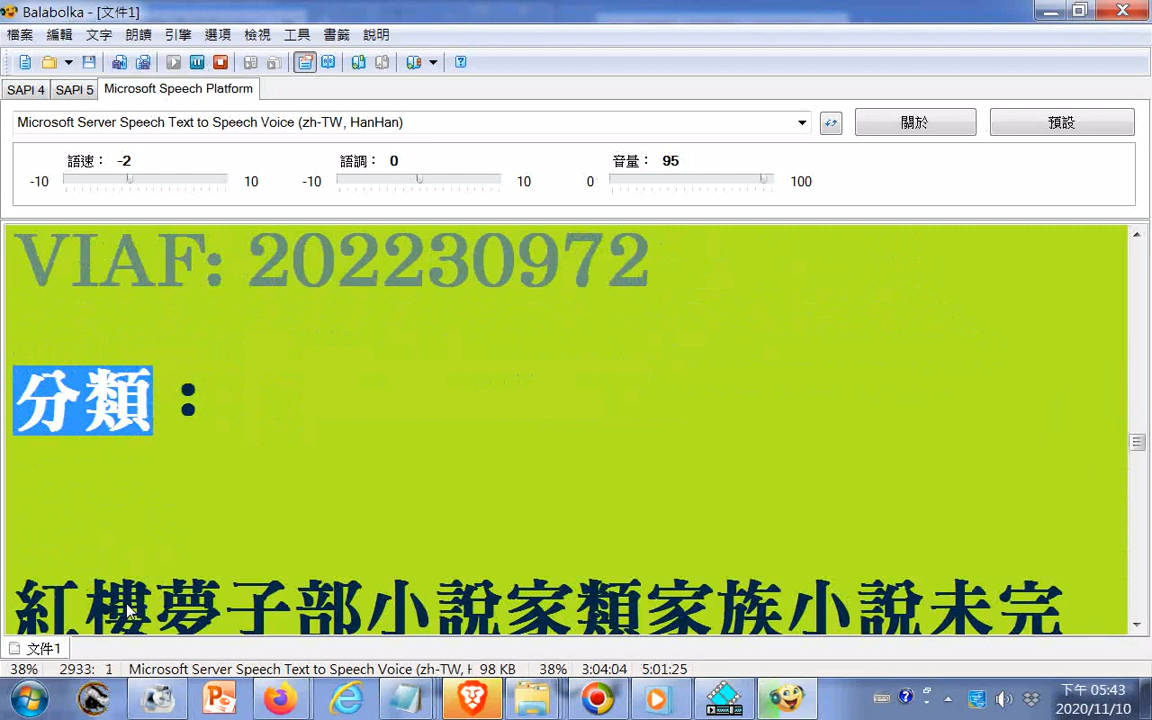 Balabolka - [文件1]
檔案 編輯 文字 朗讀 引擎 選項 檢視 工具 書籤 說明
SAPI 4 SAPI 5 Microsoft Speech Platform
Microsoft Server Speech Text to Speech Voice (zh-TW, HanHan) 關於 預設
語速： -2 語調： 0 音量： 95
-10 10 -10 10 0 100
VIAF: 202230972
分類：
紅樓夢子部小說家類家族小說未完
文件1
38% 2933: 1 Microsoft Server Speech Text to Speech Voice (zh-TW, H 98 KB 38% 3:04:04 5:01:25
下午 05:43
2020/11/10